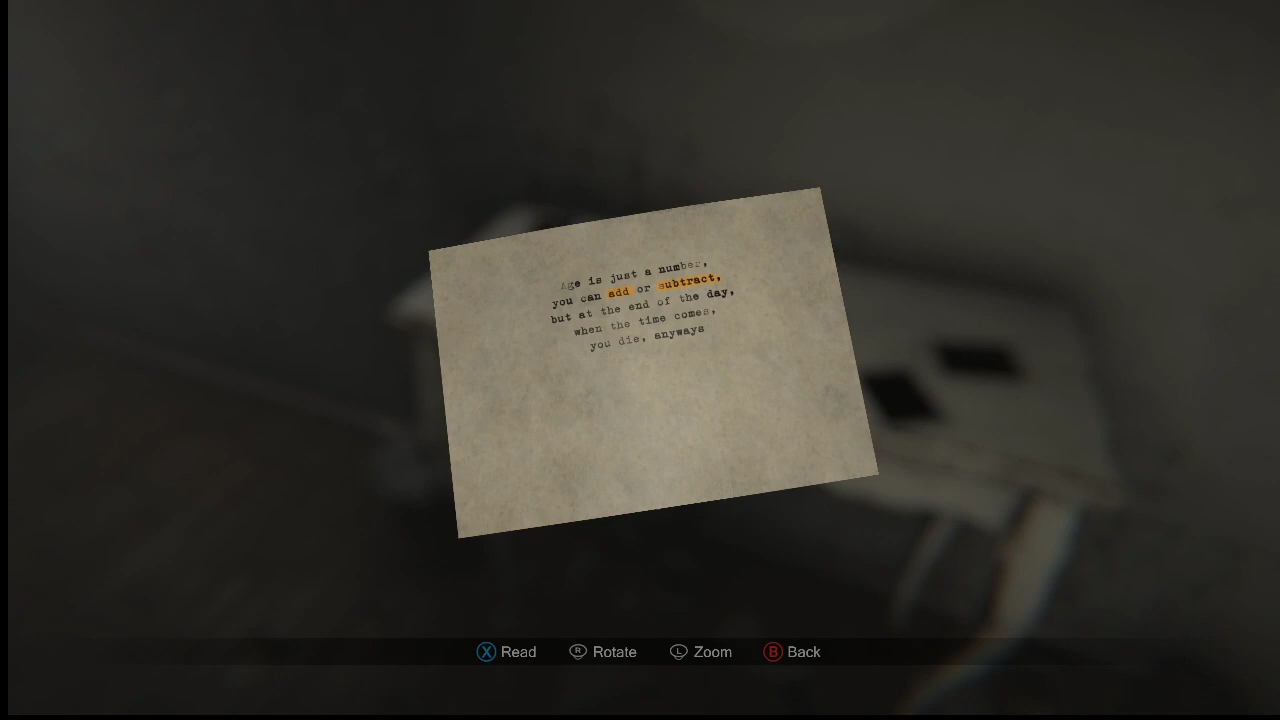 Age is just a number,
you can add or subtract,
but at the end of the day,
when the time comes,
you die, anyways
X Read R Rotate L Zoom B Back